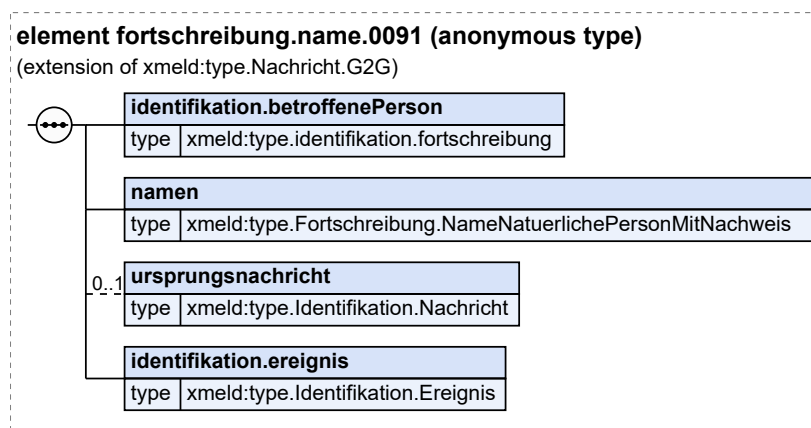 element fortschreibung.name.0091 (anonymous type)
(extension of xmeld:type.Nachricht.G2G)
identifikation.betroffenePerson
type xmeld:type.identifikation.fortschreibung
namen
type xmeld:type.Fortschreibung.NameNatuerlichePersonMitNachweis
0..1
ursprungsnachricht
type xmeld:type.Identifikation.Nachricht
identifikation.ereignis
type xmeld:type.Identifikation.Ereignis